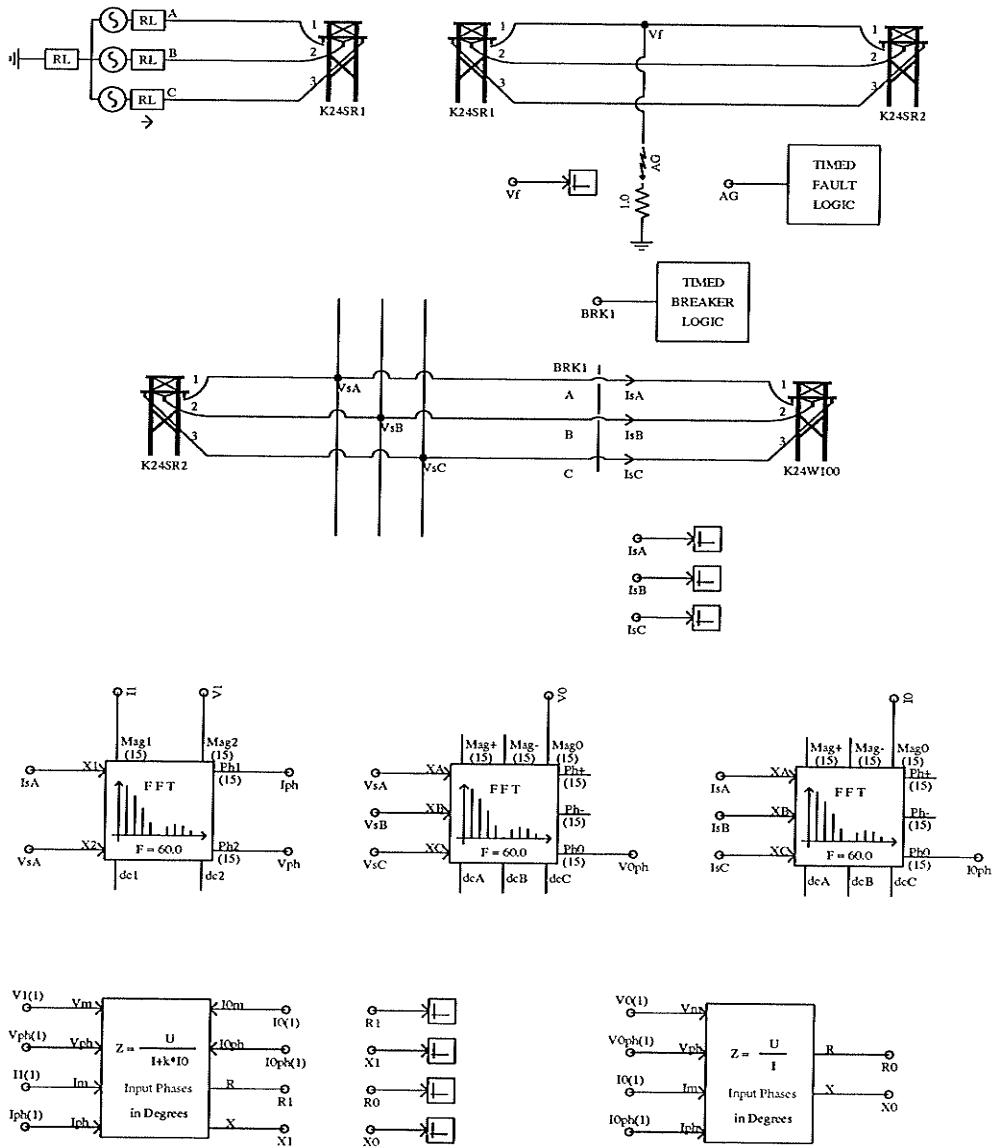 A
RL
1
RL
B
RL
2
3
C
RL
K24SR1
1
2
3
K24SR1
Vf
1
2
3
K24SR2
Vf
AG
1.0
AG
TIMED
FAULT
LOGIC
BRK1
TIMED
BREAKER
LOGIC
1
2
3
K24SR2
VsA
VsB
VsC
BRK1
A
B
C
IsA
IsB
IsC
1
2
3
K24W100
IsA
IsB
IsC
I1
V1
Mag1
(15)
Mag2
(15)
IsA
X1
FFT
Ph1
(15)
Iph
VsA
X2
F = 60.0
Ph2
(15)
Vph
dc1
dc2
V0
Mag+
(15)
Mag-
(15)
Mag0
(15)
VsA
XA
FFT
Ph+
(15)
VsB
XB
Ph-
(15)
VsC
XC
F = 60.0
Ph0
(15)
V0ph
dcA
dcB
dcC
I0
Mag+
(15)
Mag-
(15)
Mag0
(15)
IsA
XA
FFT
Ph+
(15)
IsB
XB
Ph-
(15)
IsC
XC
F = 60.0
Ph0
(15)
I0ph
dcA
dcB
dcC
V1(1)
Vm
Vph(1)
Vph
I1(1)
Im
Iph(1)
Iph
Z = U
I+k*I0
Input Phases
in Degrees
I0m
I0(1)
I0ph
I0ph(1)
R
R1
X
X1
R1
X1
R0
X0
V0(1)
Vm
V0ph(1)
Vph
I0(1)
Im
I0ph(1)
Iph
Z = U
I
Input Phases
in Degrees
R
R0
X
X0